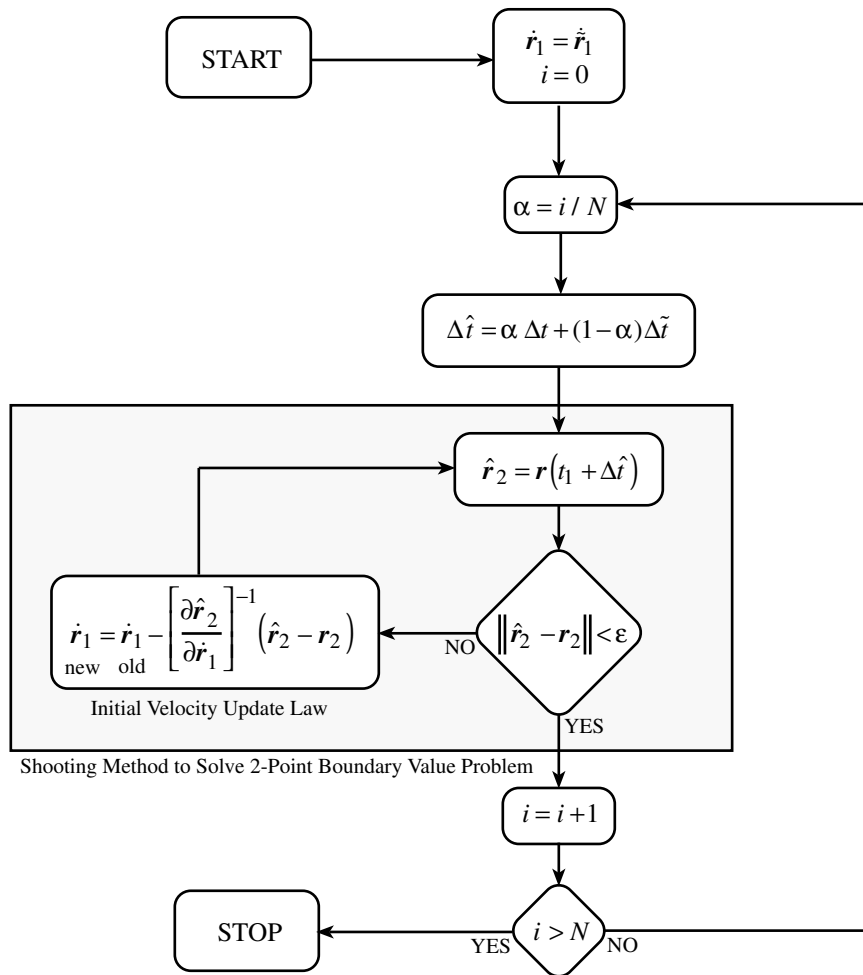 START
ṙ₁ = ṙ̃₁
i = 0
α = i / N
Δt̂ = α Δt + (1 − α)Δt̃
r̂₂ = r(t₁ + Δt̂)
ṙ₁ = ṙ₁ − [∂r̂₂/∂ṙ₁]⁻¹ (r̂₂ − r₂)
new old
Initial Velocity Update Law
NO
‖r̂₂ − r₂‖ < ε
YES
Shooting Method to Solve 2-Point Boundary Value Problem
i = i + 1
STOP
YES
i > N
NO